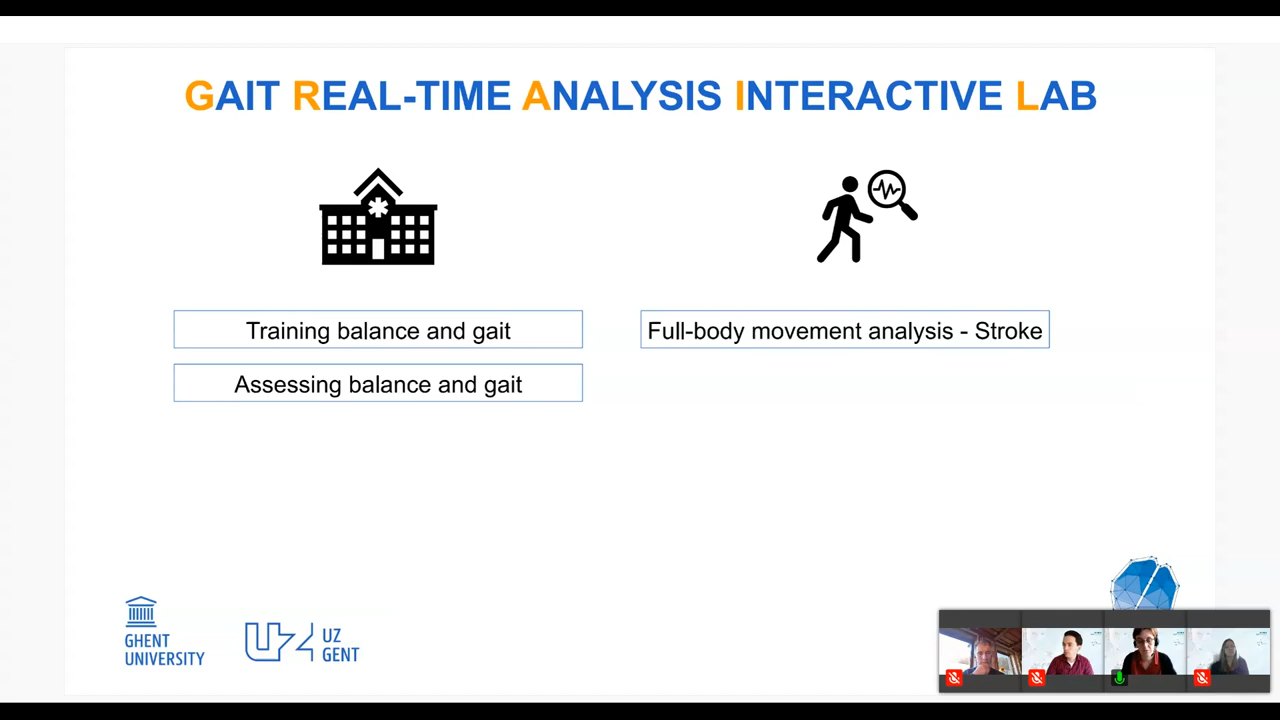 GAIT REAL-TIME ANALYSIS INTERACTIVE LAB
Training balance and gait
Full-body movement analysis - Stroke
Assessing balance and gait
GHENT
UNIVERSITY
UZ
GENT